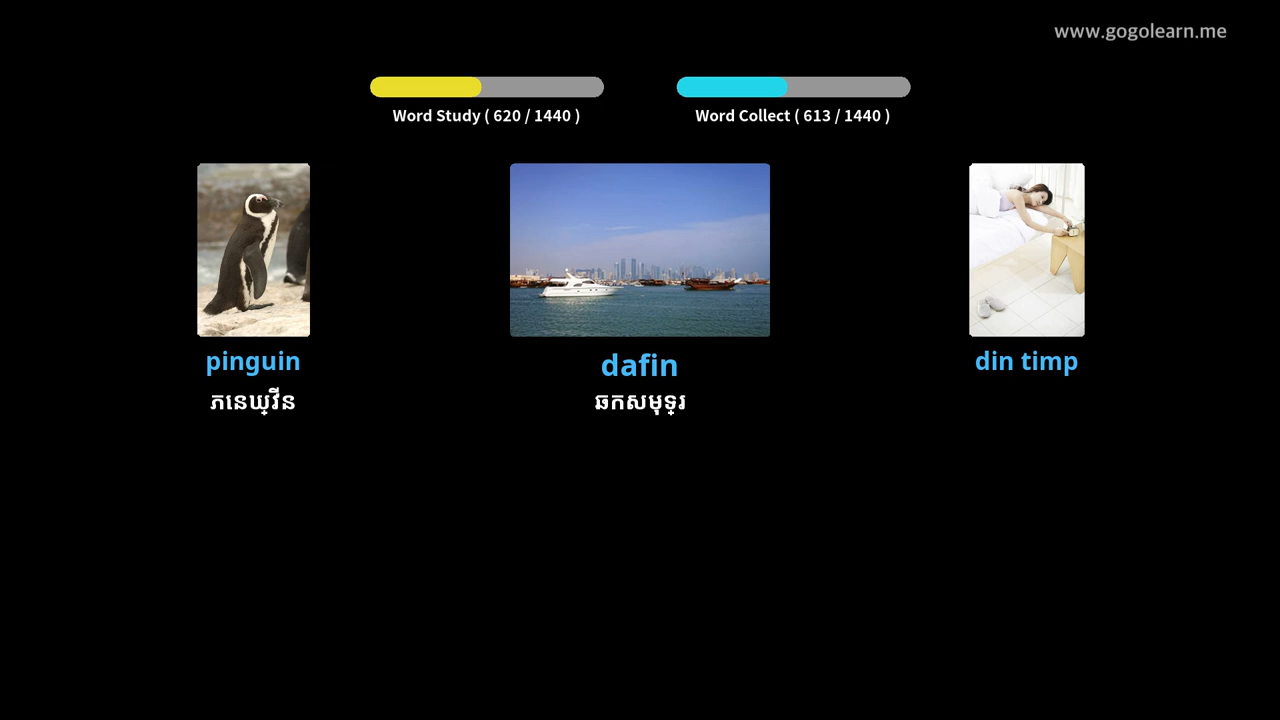 www.gogolearn.me
Word Study ( 620 / 1440 )
Word Collect ( 613 / 1440 )
pinguin
dafin
din timp
ភនេឃ្វីន
ឆកសមុទ្រ